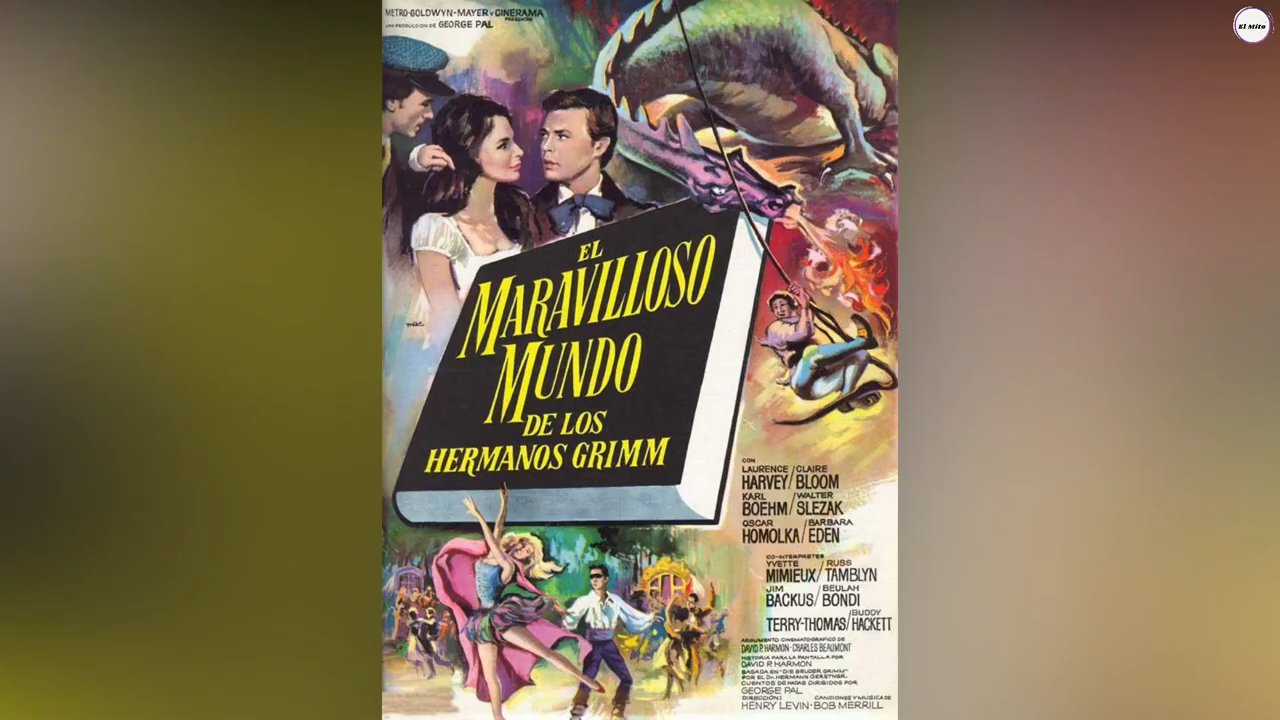 METRO-GOLDWYN-MAYER Y CINERAMA
PRESENTAN
UNA PRODUCCION DE GEORGE PAL
El Mito
EL
MARAVILLOSO
MUNDO
DE LOS
HERMANOS GRIMM
CON
LAURENCE / CLAIRE
HARVEY / BLOOM
KARL / WALTER
BOEHM / SLEZAK
OSCAR / BARBARA
HOMOLKA / EDEN
CO-INTERPRETES
YVETTE / RUSS
MIMIEUX / TAMBLYN
JIM / BEULAH
BACKUS / BONDI
BUDDY
TERRY-THOMAS / HACKETT
ARGUMENTO CINEMATOGRAFICO DE
DAVID P. HARMON - CHARLES BEAUMONT
HISTORIA PARA LA PANTALLA POR
DAVID P. HARMON
BASADA EN "DIE BRUDER GRIMM"
POR EL Dr. HERMANN GERSTNER.
CUENTOS DE HADAS DIRIGIDOS POR
GEORGE PAL
DIRECCION: CANCIONES Y MUSICA DE
HENRY LEVIN - BOB MERRILL